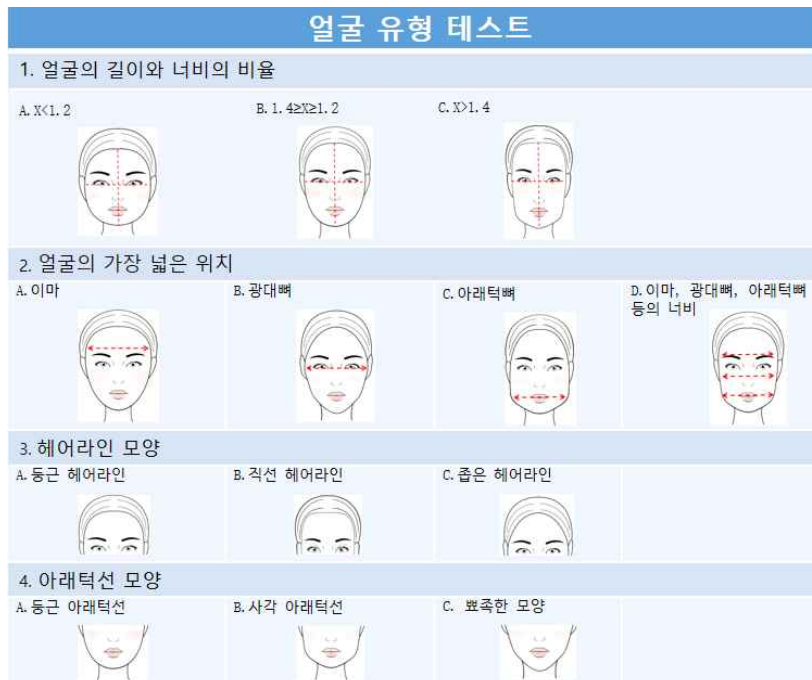 얼굴 유형 테스트
1. 얼굴의 길이와 너비의 비율
A. X<1.2
B. 1.4≥X≥1.2
C. X>1.4
2. 얼굴의 가장 넓은 위치
A. 이마
B. 광대뼈
C. 아래턱뼈
D. 이마, 광대뼈, 아래턱뼈
등의 너비
3. 헤어라인 모양
A. 둥근 헤어라인
B. 직선 헤어라인
C. 좁은 헤어라인
4. 아래턱선 모양
A. 둥근 아래턱선
B. 사각 아래턱선
C. 뾰족한 모양